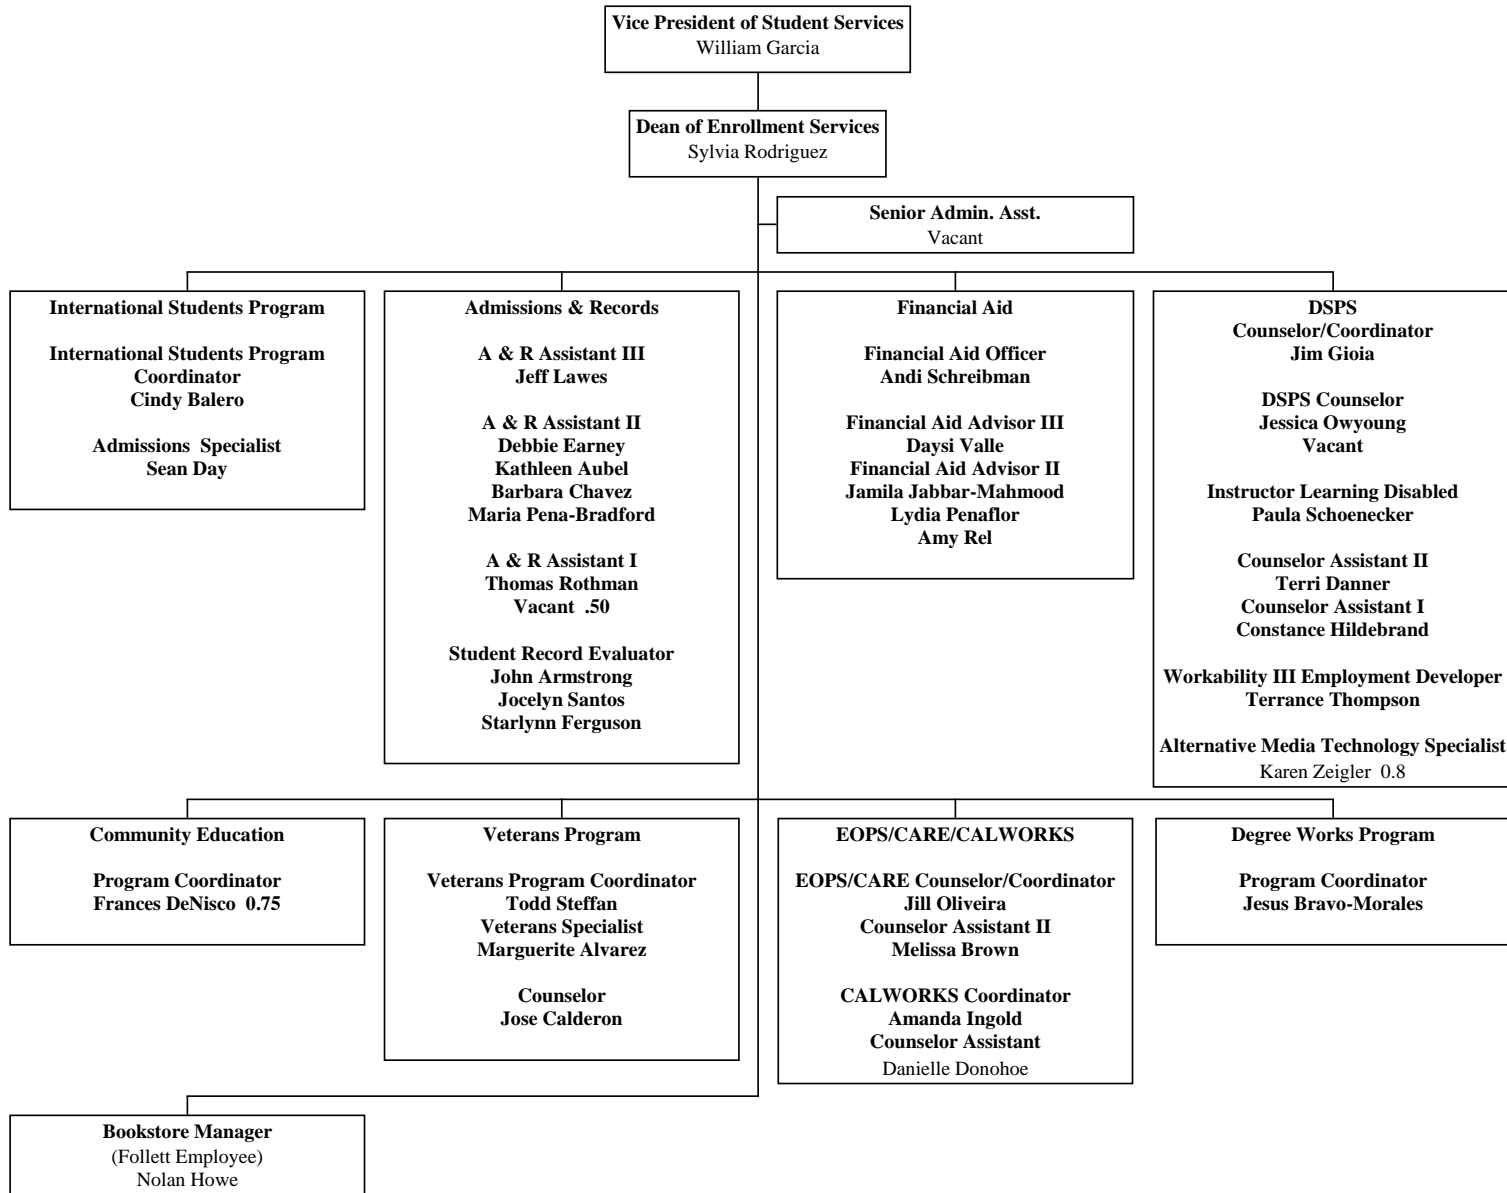 Vice President of Student Services
William Garcia
Dean of Enrollment Services
Sylvia Rodriguez
Senior Admin. Asst.
Vacant
International Students Program
International Students Program
Coordinator
Cindy Balero
Admissions Specialist
Sean Day
Admissions & Records
A & R Assistant III
Jeff Lawes
A & R Assistant II
Debbie Earney
Kathleen Aubel
Barbara Chavez
Maria Pena-Bradford
A & R Assistant I
Thomas Rothman
Vacant .50
Student Record Evaluator
John Armstrong
Jocelyn Santos
Starlynn Ferguson
Financial Aid
Financial Aid Officer
Andi Schreibman
Financial Aid Advisor III
Daysi Valle
Financial Aid Advisor II
Jamila Jabbar-Mahmood
Lydia Penaflor
Amy Rel
DSPS
Counselor/Coordinator
Jim Gioia
DSPS Counselor
Jessica Owyoung
Vacant
Instructor Learning Disabled
Paula Schoenecker
Counselor Assistant II
Terri Danner
Counselor Assistant I
Constance Hildebrand
Workability III Employment Developer
Terrance Thompson
Alternative Media Technology Specialist
Karen Zeigler 0.8
Community Education
Program Coordinator
Frances DeNisco 0.75
Veterans Program
Veterans Program Coordinator
Todd Steffan
Veterans Specialist
Marguerite Alvarez
Counselor
Jose Calderon
EOPS/CARE/CALWORKS
EOPS/CARE Counselor/Coordinator
Jill Oliveira
Counselor Assistant II
Melissa Brown
CALWORKS Coordinator
Amanda Ingold
Counselor Assistant
Danielle Donohoe
Degree Works Program
Program Coordinator
Jesus Bravo-Morales
Bookstore Manager
(Follett Employee)
Nolan Howe